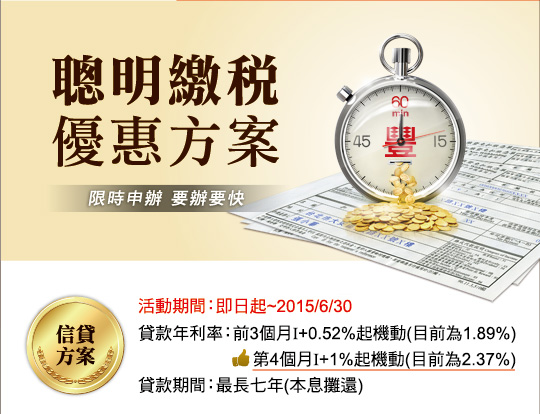 聰明繳稅
優惠方案
限時申辦 要辦要快
60
min
45
豐
15
信貸
方案
活動期間：即日起~2015/6/30
貸款年利率：前3個月I+0.52%起機動(目前為1.89%)
第4個月I+1%起機動(目前為2.37%)
貸款期間：最長七年(本息攤還)